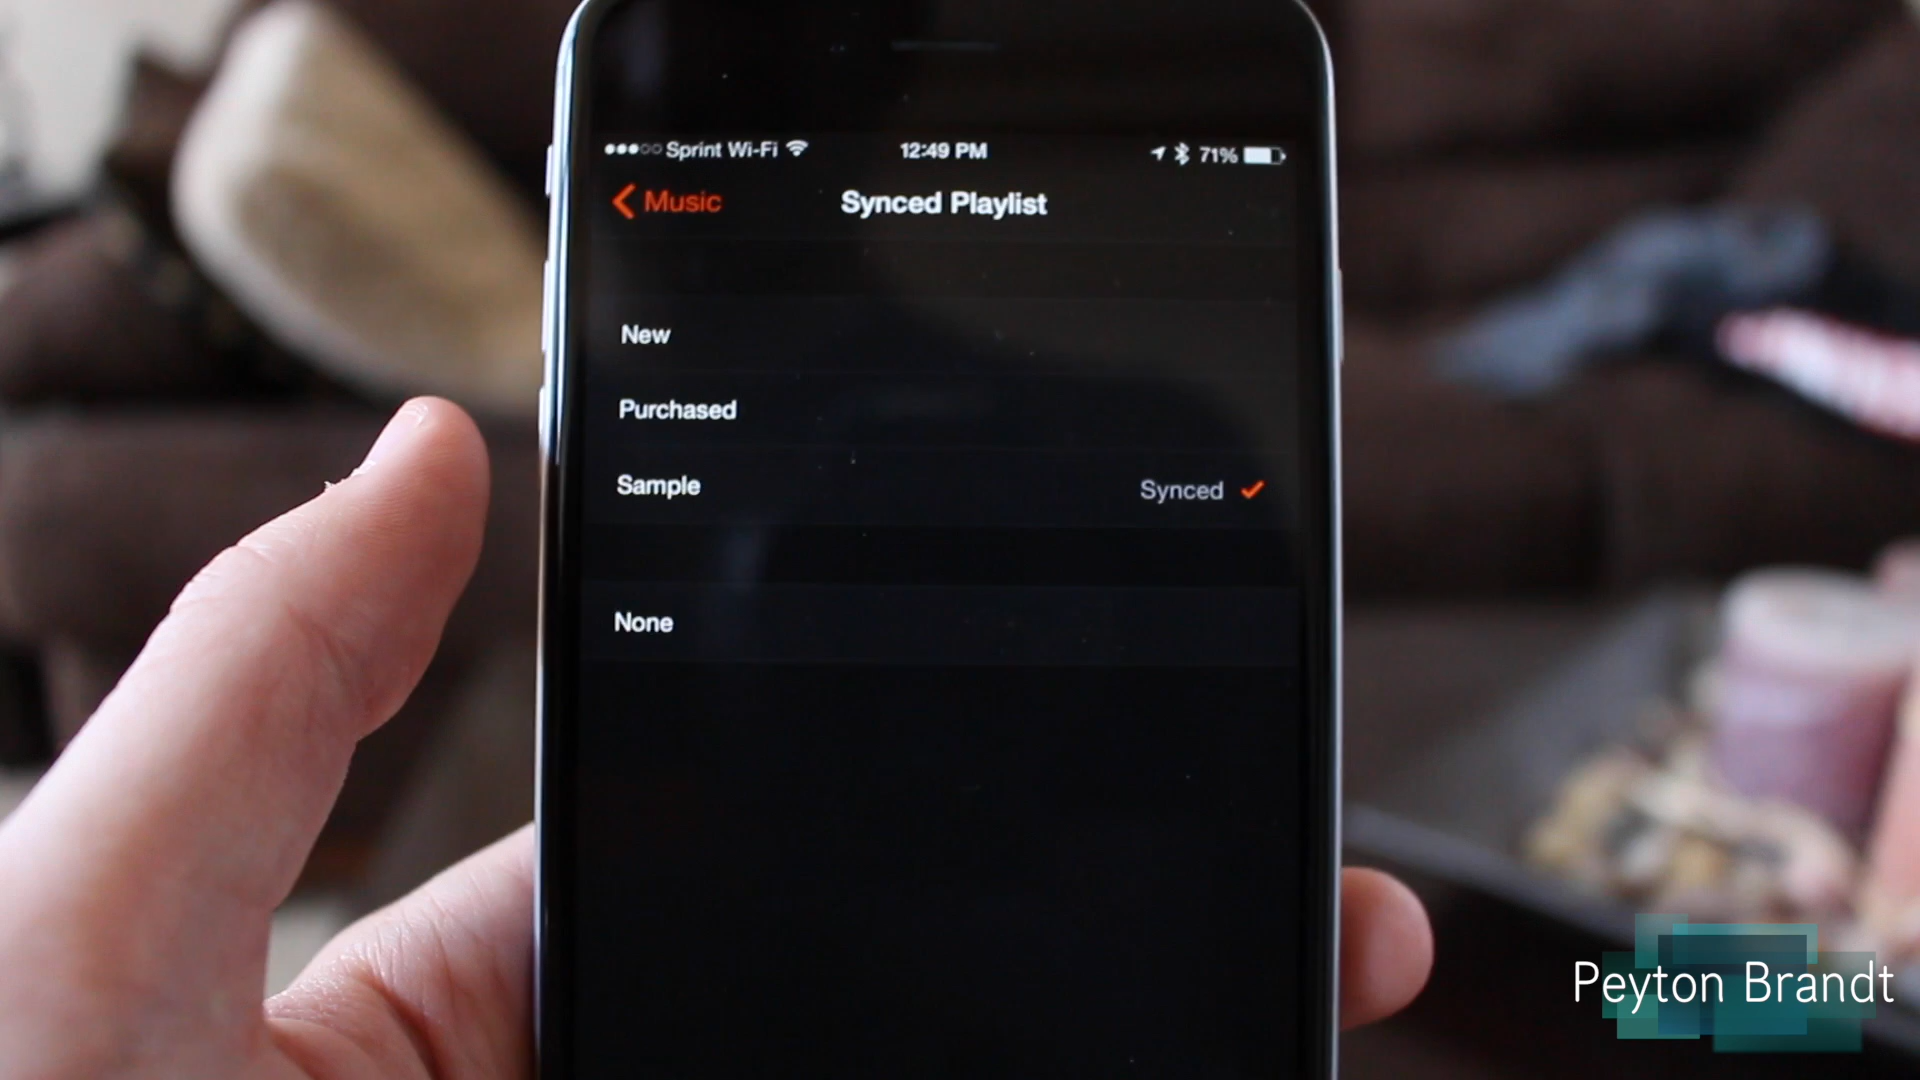 Sprint Wi-Fi 12:49 PM 71%
Music Synced Playlist
New
Purchased
Sample Synced
None
Peyton Brandt